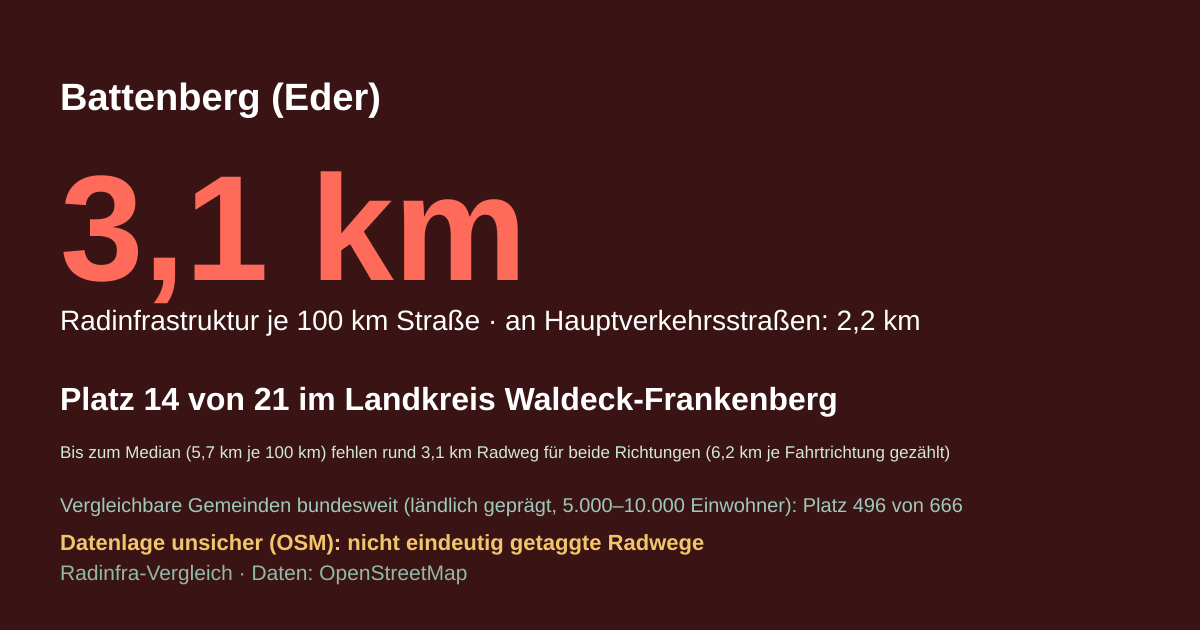 Battenberg (Eder)
3,1 km
Radinfrastruktur je 100 km Straße · an Hauptverkehrsstraßen: 2,2 km
Platz 14 von 21 im Landkreis Waldeck-Frankenberg
Bis zum Median (5,7 km je 100 km) fehlen rund 3,1 km Radweg für beide Richtungen (6,2 km je Fahrtrichtung gezählt)
Vergleichbare Gemeinden bundesweit (ländlich geprägt, 5.000–10.000 Einwohner): Platz 496 von 666
Datenlage unsicher (OSM): nicht eindeutig getaggte Radwege
Radinfra-Vergleich · Daten: OpenStreetMap